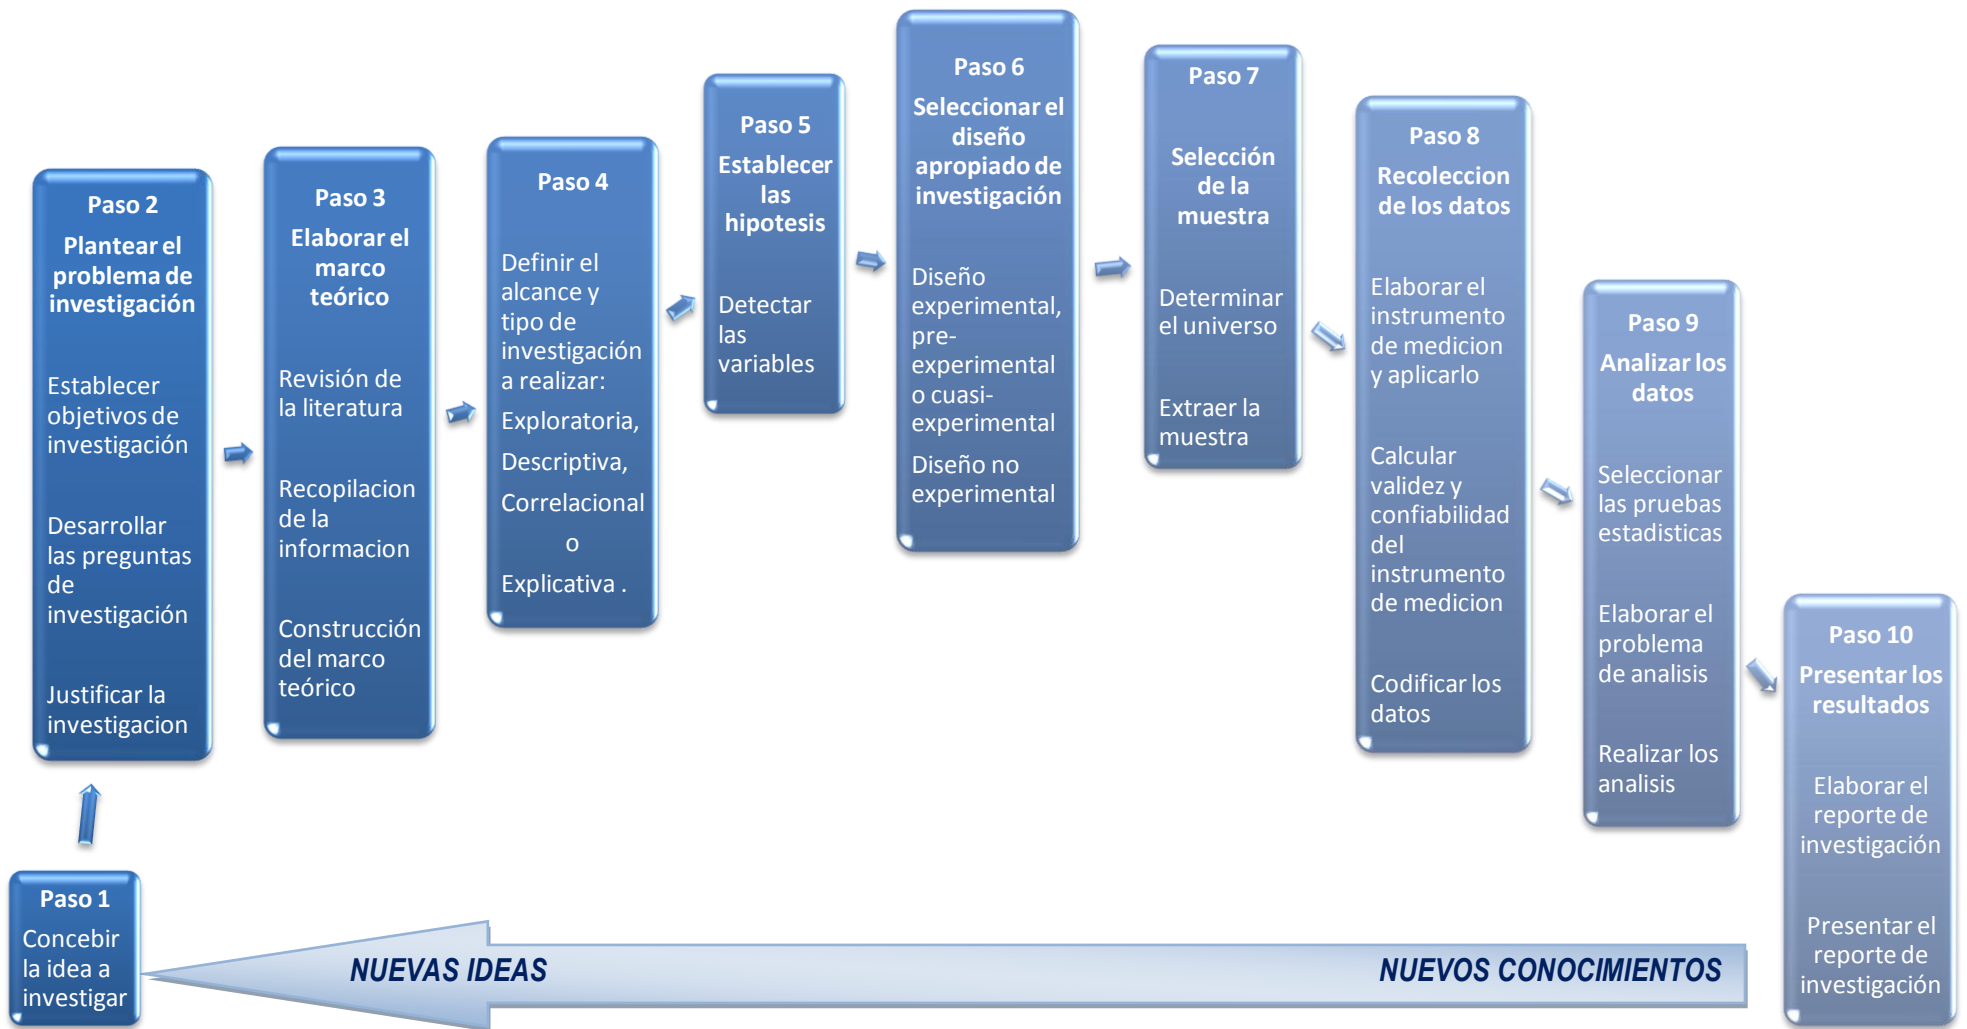 Paso 1
Concebir
la idea a
investigar
Paso 2
Plantear el
problema de
investigación
Establecer
objetivos de
investigación
Desarrollar
las preguntas
de
investigación
Justificar la
investigacion
Paso 3
Elaborar el
marco
teórico
Revisión de
la literatura
Recopilacion
de la
informacion
Construcción
del marco
teórico
Paso 4
Definir el
alcance y
tipo de
investigación
a realizar:
Exploratoria,
Descriptiva,
Correlacional
o
Explicativa .
Paso 5
Establecer
las
hipotesis
Detectar
las
variables
Paso 6
Seleccionar el
diseño
apropiado de
investigación
Diseño
experimental,
pre-
experimental
o cuasi-
experimental
Diseño no
experimental
Paso 7
Selección
de la
muestra
Determinar
el universo
Extraer la
muestra
Paso 8
Recoleccion
de los datos
Elaborar el
instrumento
de medicion
y aplicarlo
Calcular
validez y
confiabilidad
del
instrumento
de medicion
Codificar los
datos
Paso 9
Analizar los
datos
Seleccionar
las pruebas
estadisticas
Elaborar el
problema
de analisis
Realizar los
analisis
Paso 10
Presentar los
resultados
Elaborar el
reporte de
investigación
Presentar el
reporte de
investigación
NUEVAS IDEAS
NUEVOS CONOCIMIENTOS